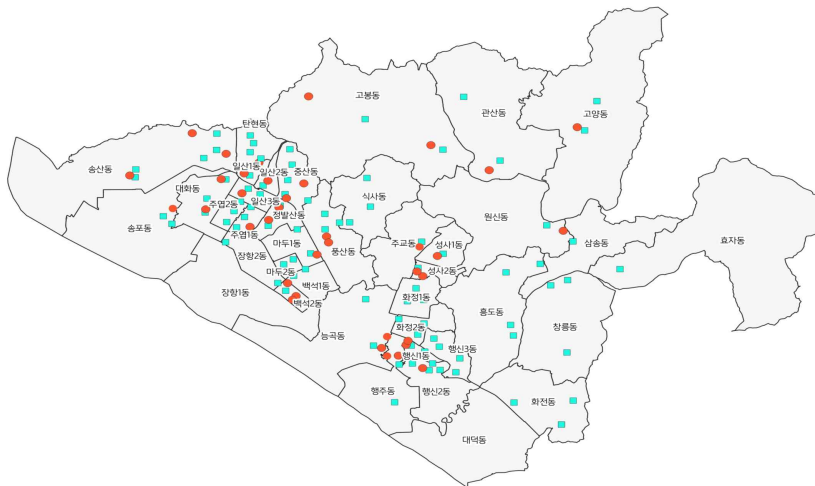 고봉동
관산동
고양동
탄현동
송산동
일산1동
일산2동
중산동
대화동
식사동
주엽2동
일산3동
정발산동
원신동
송포동
주엽1동
주교동
성사1동
삼송동
효자동
마두1동
풍산동
장항2동
마두2동
성사2동
백석1동
장항1동
화정1동
백석2동
흥도동
창릉동
능곡동
화정2동
행신1동
행신3동
행주동
행신2동
화전동
대덕동